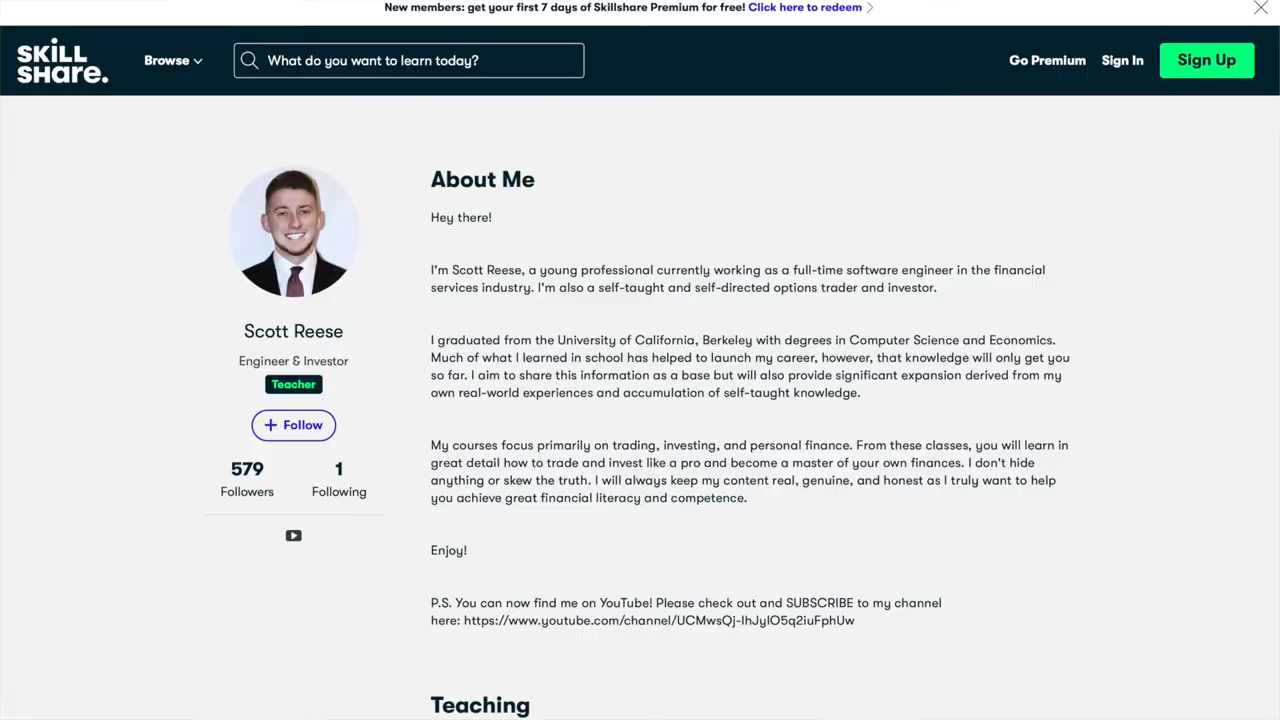 New members: get your first 7 days of Skillshare Premium for free! Click here to redeem
SKILL
SHARE.
Browse
What do you want to learn today?
Go Premium
Sign In
Sign Up
Scott Reese
Engineer & Investor
Teacher
+ Follow
579
Followers
1
Following
About Me
Hey there!
I'm Scott Reese, a young professional currently working as a full-time software engineer in the financial
services industry. I'm also a self-taught and self-directed options trader and investor.
I graduated from the University of California, Berkeley with degrees in Computer Science and Economics.
Much of what I learned in school has helped to launch my career, however, that knowledge will only get you
so far. I aim to share this information as a base but will also provide significant expansion derived from my
own real-world experiences and accumulation of self-taught knowledge.
My courses focus primarily on trading, investing, and personal finance. From these classes, you will learn in
great detail how to trade and invest like a pro and become a master of your own finances. I don't hide
anything or skew the truth. I will always keep my content real, genuine, and honest as I truly want to help
you achieve great financial literacy and competence.
Enjoy!
P.S. You can now find me on YouTube! Please check out and SUBSCRIBE to my channel
here: https://www.youtube.com/channel/UCMwsQj-IhJylO5q2iuFphUw
Teaching